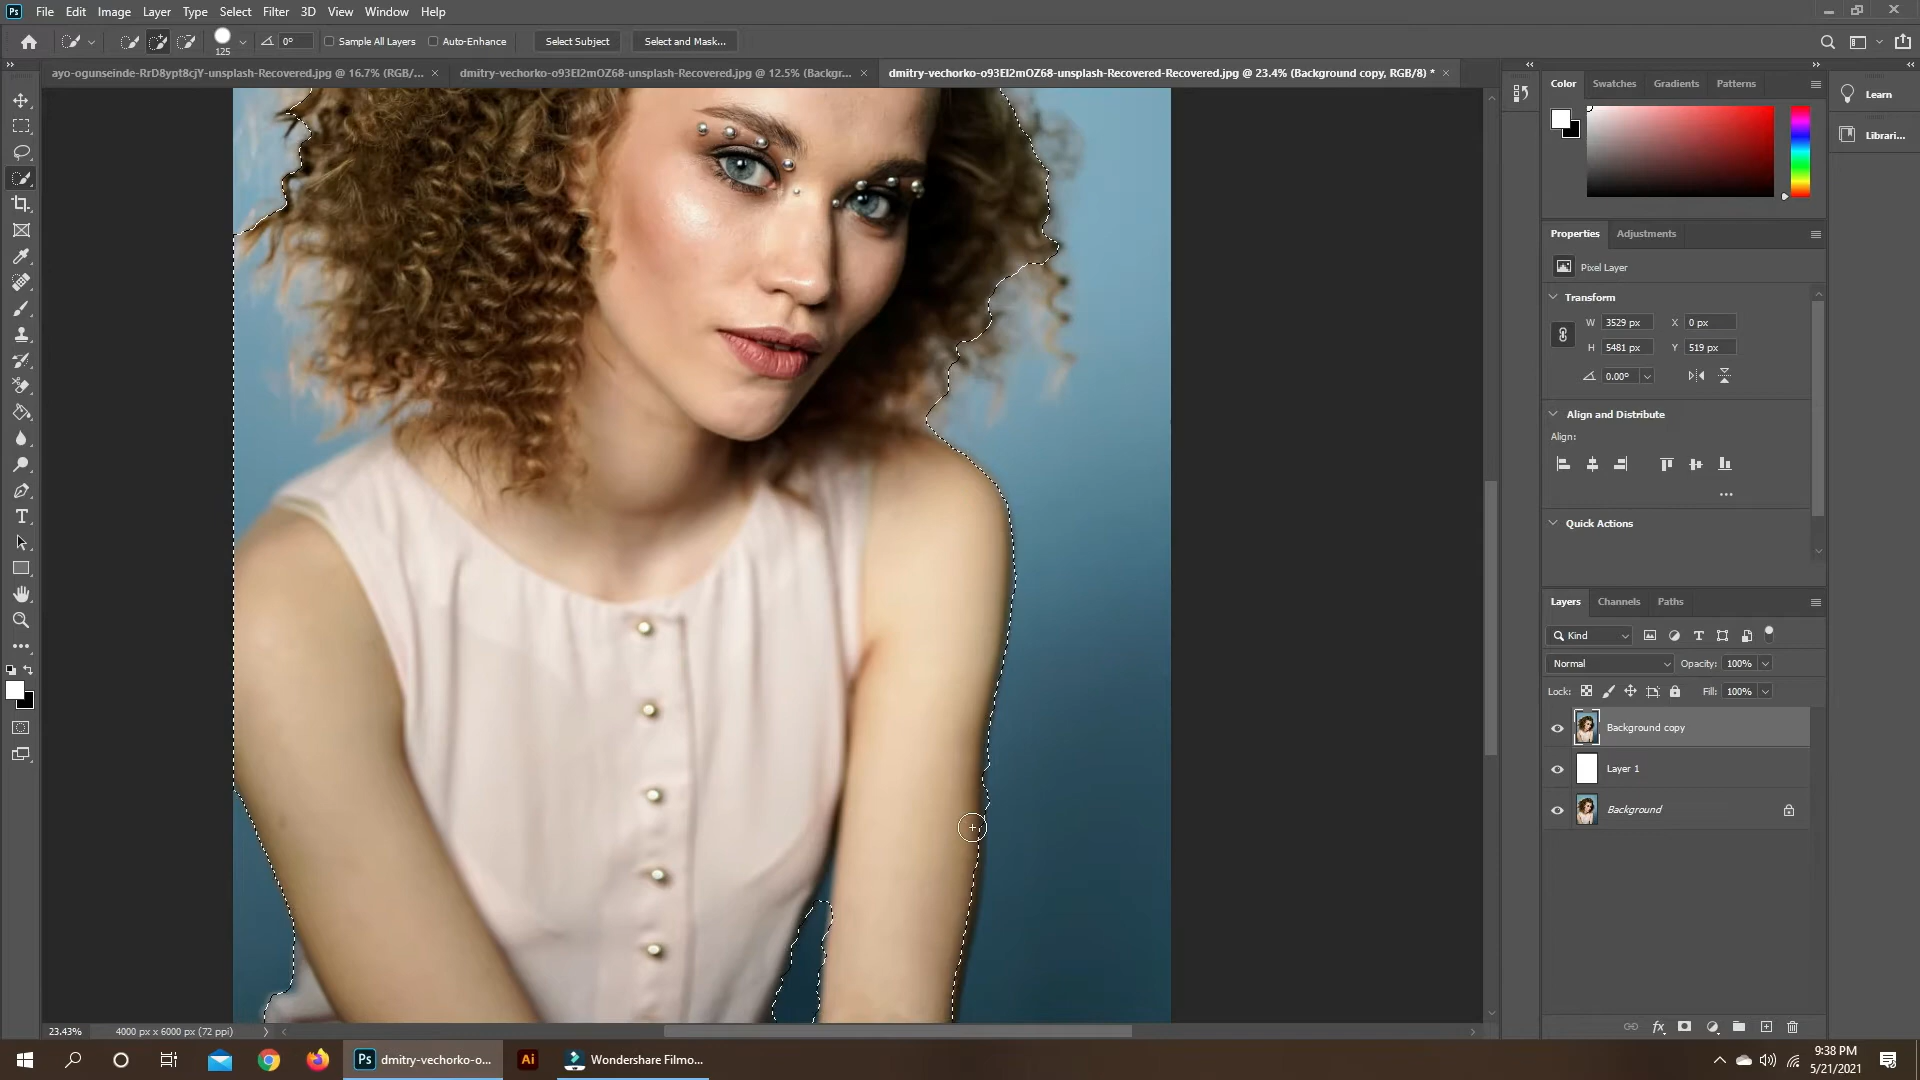 Ps File Edit Image Layer Type Select Filter 3D View Window Help
125 0° Sample All Layers Auto-Enhance Select Subject Select and Mask...
ayo-ogunseinde-RrD8ypt8cjY-unsplash-Recovered.jpg @ 16.7% (RGB/... × dmitry-vechorko-o93EI2mOZ68-unsplash-Recovered.jpg @ 12.5% (Backgr... × dmitry-vechorko-o93EI2mOZ68-unsplash-Recovered-Recovered.jpg @ 23.4% (Background copy, RGB/8) * ×
Color Swatches Gradients Patterns
Learn
Librari...
Properties Adjustments
Pixel Layer
Transform
W 3529 px X 0 px
H 5481 px Y 519 px
0.00°
Align and Distribute
Align:
Quick Actions
Layers Channels Paths
Kind
Normal Opacity: 100%
Lock: Fill: 100%
Background copy
Layer 1
Background
23.43% 4000 px x 6000 px (72 ppi)
Ps dmitry-vechorko-o... Ai Wondershare Filmo...
9:38 PM
5/21/2021